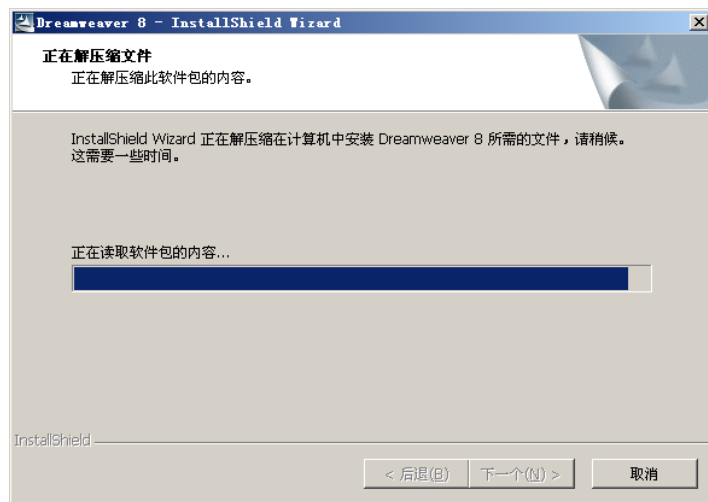 Dreamweaver 8 - InstallShield Wizard
正在解压缩文件
正在解压缩此软件包的内容。
InstallShield Wizard 正在解压缩在计算机中安装 Dreamweaver 8 所需的文件，请稍候。
这需要一些时间。
正在读取软件包的内容...
InstallShield
< 后退(B) 下一个(N) > 取消